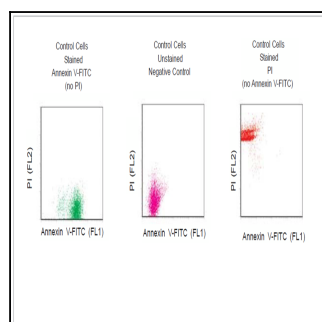 Control Cells
Stained
Annexin V-FITC
(no PI)
Control Cells
Unstained
Negative Control
Control Cells
Stained
PI
(no Annexin V-FITC)
PI (FL2)
Annexin V-FITC (FL1)
PI (FL2)
Annexin V-FITC (FL1)
PI (FL2)
Annexin V-FITC (FL1)